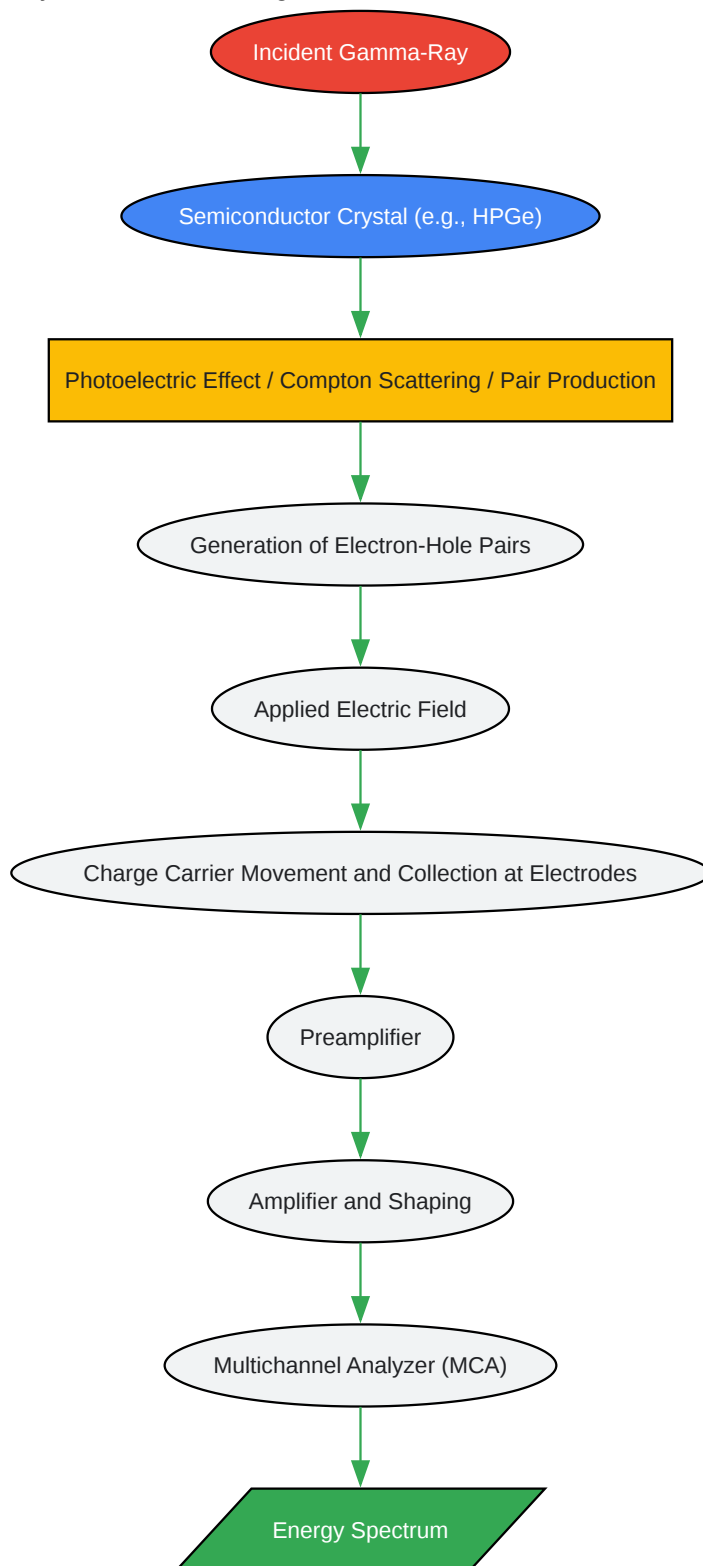 Incident Gamma-Ray
Semiconductor Crystal (e.g., HPGe)
Photoelectric Effect / Compton Scattering / Pair Production
Generation of Electron-Hole Pairs
Applied Electric Field
Charge Carrier Movement and Collection at Electrodes
Preamplifier
Amplifier and Shaping
Multichannel Analyzer (MCA)
Energy Spectrum